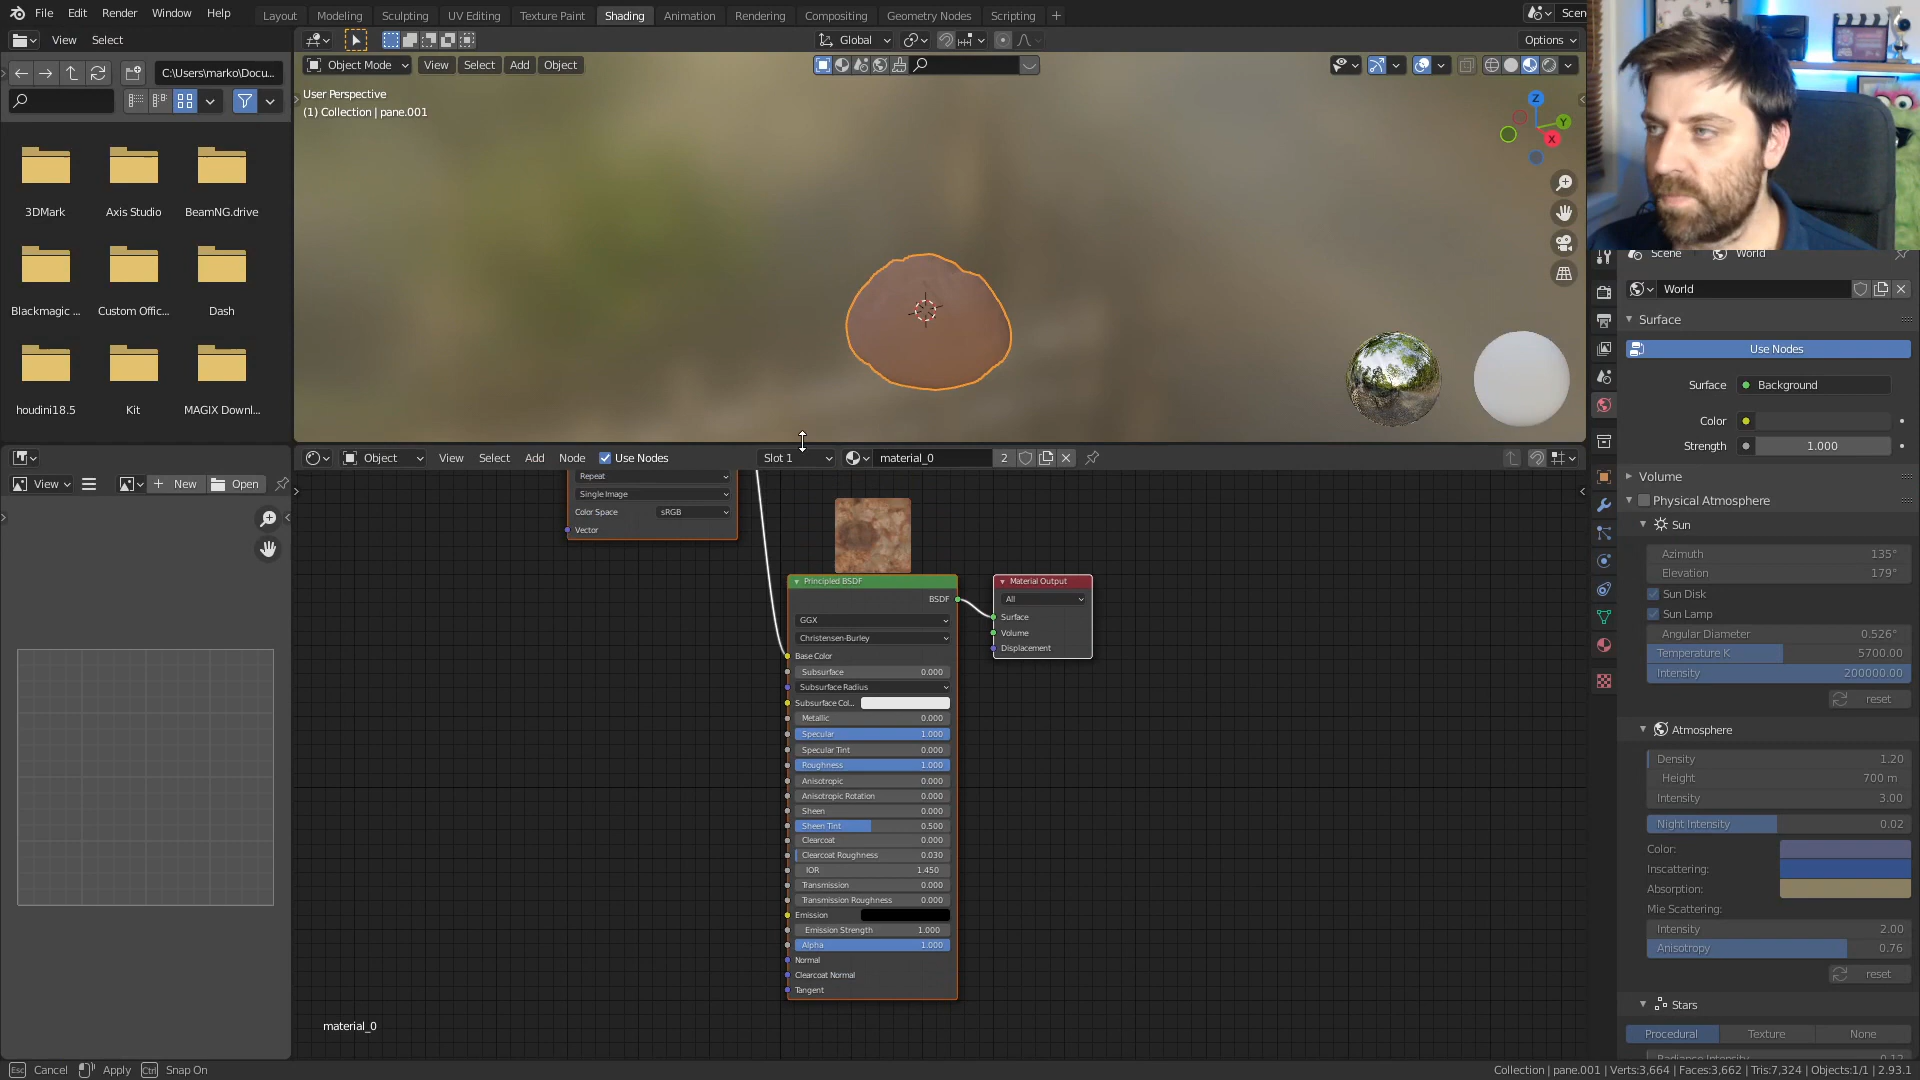 File Edit Render Window Help
Layout Modeling Sculpting UV Editing Texture Paint Shading Animation Rendering Compositing Geometry Nodes Scripting
Scen
View Select
Global
Options
C:\Users\marko\Docu...
Object Mode View Select Add Object
User Perspective
(1) Collection | pane.001
Z
Y
X
3DMark Axis Studio BeamNG.drive
Blackmagic ... Custom Offic... Dash
houdini18.5 Kit MAGIX Downl...
Object View Select Add Node Use Nodes Slot 1 material_0 2
View New Open
Repeat
Single Image
Color Space sRGB
Vector
Principled BSDF
BSDF
GGX
Christensen-Burley
Base Color
Subsurface 0.000
Subsurface Radius
Subsurface Col...
Metallic 0.000
Specular 1.000
Specular Tint 0.000
Roughness 1.000
Anisotropic 0.000
Anisotropic Rotation 0.000
Sheen 0.000
Sheen Tint 0.500
Clearcoat 0.000
Clearcoat Roughness 0.030
IOR 1.450
Transmission 0.000
Transmission Roughness 0.000
Emission
Emission Strength 1.000
Alpha 1.000
Normal
Clearcoat Normal
Tangent
Material Output
All
Surface
Volume
Displacement
material_0
Scene World
World
Surface
Use Nodes
Surface Background
Color
Strength 1.000
Volume
Physical Atmosphere
Sun
Azimuth 135°
Elevation 179°
Sun Disk
Sun Lamp
Angular Diameter 0.526°
Temperature K 5700.00
Intensity 200000.00
reset
Atmosphere
Density 1.20
Height 700 m
Intensity 3.00
Night Intensity 0.02
Color:
Inscattering:
Absorption:
Mie Scattering:
Intensity 2.00
Anisotropy 0.76
reset
Stars
Procedural Texture None
Radiance Intensity
Esc Cancel Apply Ctrl Snap On
Collection | pane.001 | Verts:3,664 | Faces:3,662 | Tris:7,324 | Objects:1/1 | 2.93.1